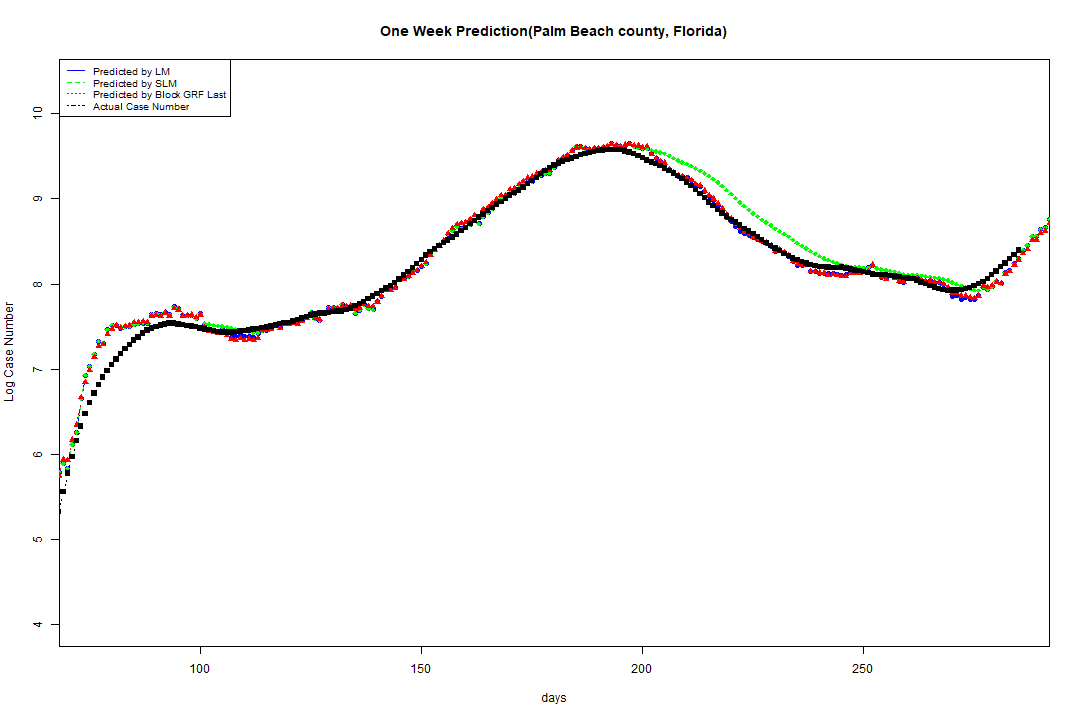 One Week Prediction(Palm Beach county, Florida)
Predicted by LM
Predicted by SLM
Predicted by Block GRF Last
Actual Case Number
10
9
8
7
6
5
4
Log Case Number
100
150
200
250
days